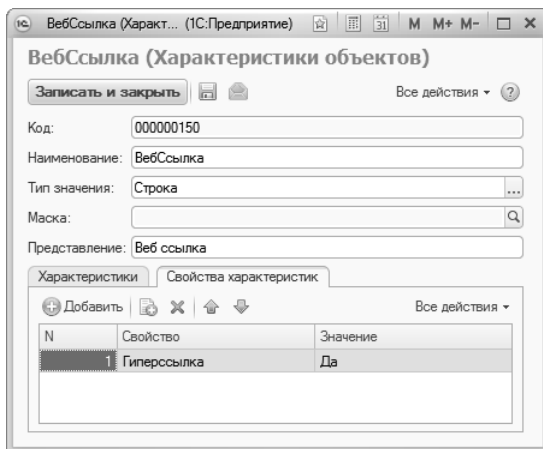 ВебСсылка (Характ... (1С:Предприятие) 31 M M+ M-
ВебСсылка (Характеристики объектов)
Записать и закрыть Все действия ?
Код: 000000150
Наименование: ВебСсылка
Тип значения: Строка ...
Маска:
Представление: Веб ссылка
Характеристики Свойства характеристик
Добавить Все действия
N Свойство Значение
1 Гиперссылка Да